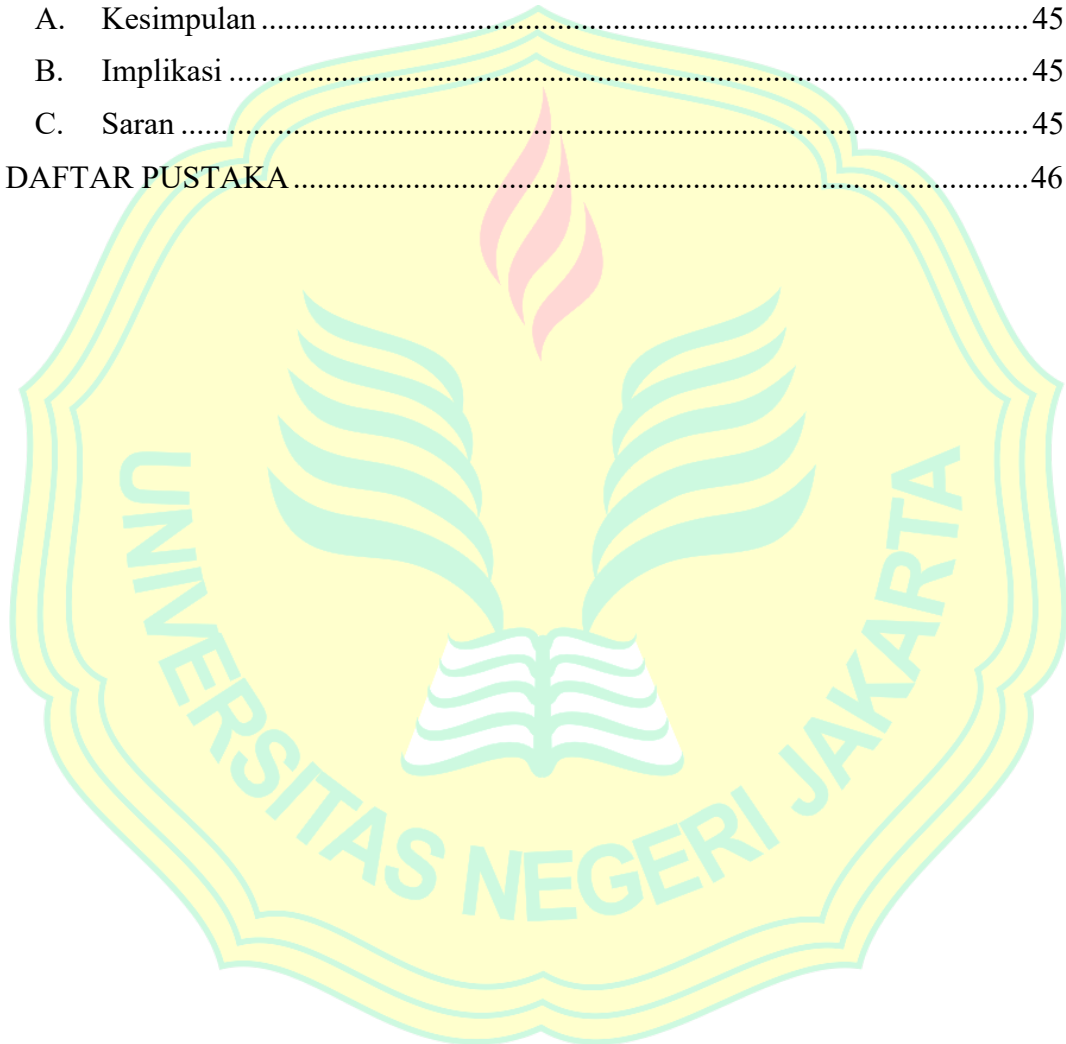 A. Kesimpulan ........................................................................................................ 45
B. Implikasi ............................................................................................................ 45
C. Saran .................................................................................................................. 45
DAFTAR PUSTAKA ................................................................................................ 46
UNIVERSITAS NEGERI JAKARTA